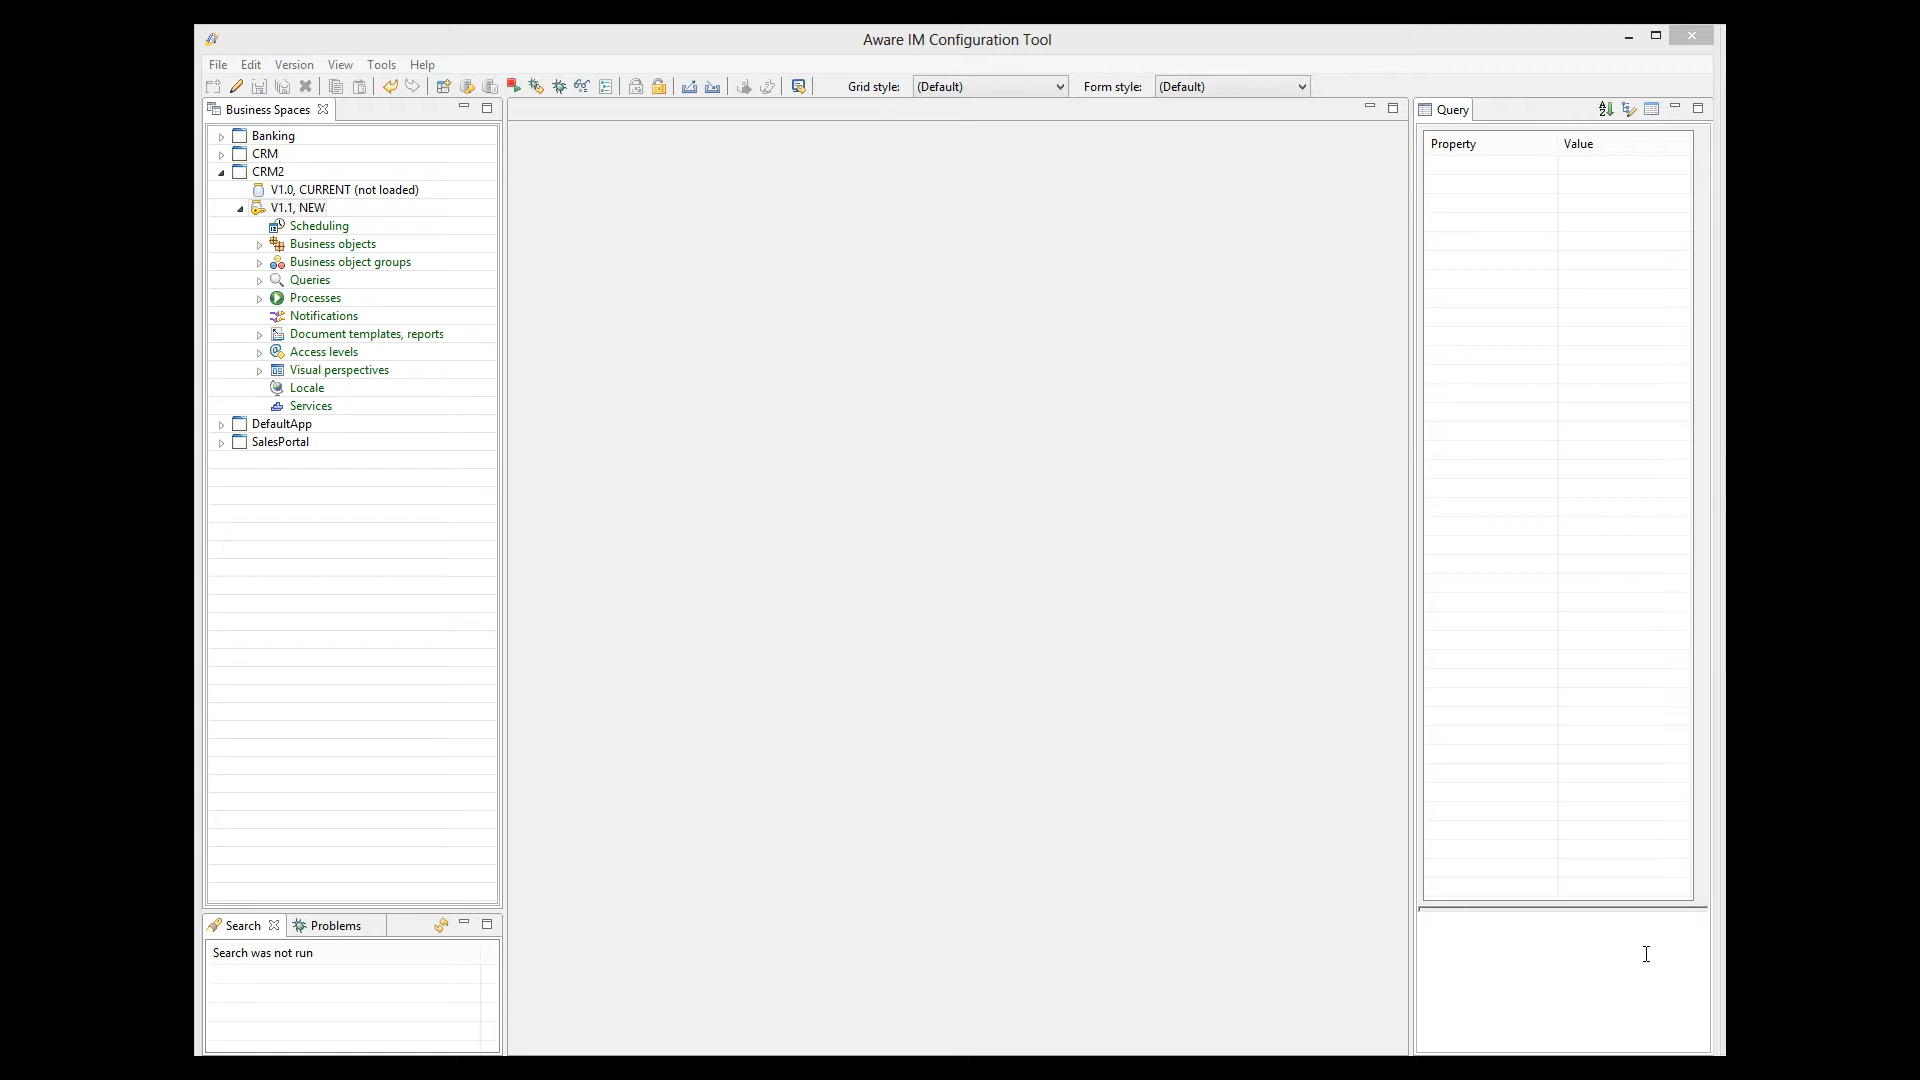 Aware IM Configuration Tool
File Edit Version View Tools Help
Grid style: (Default) Form style: (Default)
Business Spaces
Banking
CRM
CRM2
V1.0, CURRENT (not loaded)
V1.1, NEW
Scheduling
Business objects
Business object groups
Queries
Processes
Notifications
Document templates, reports
Access levels
Visual perspectives
Locale
Services
DefaultApp
SalesPortal
Search Problems
Search was not run
Query
Property Value